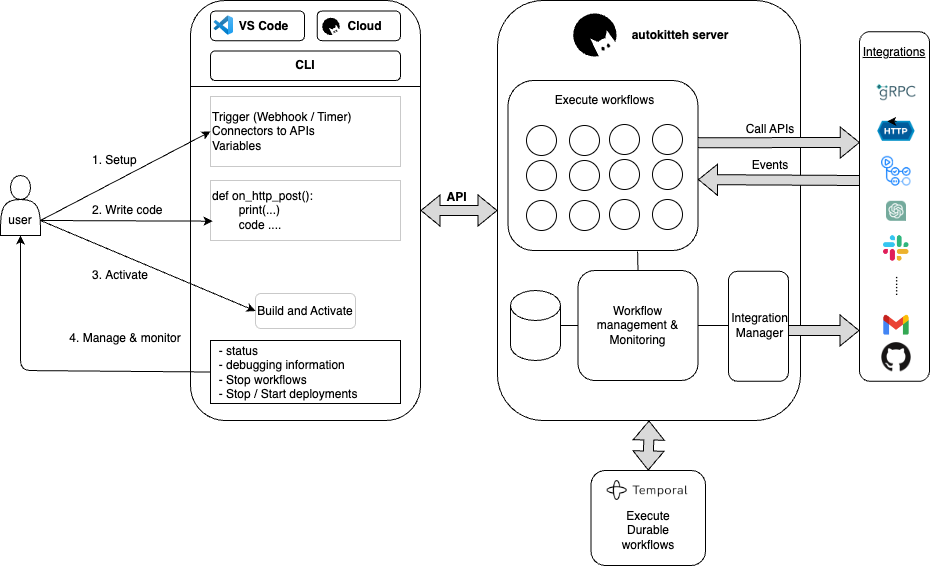 VS Code
Cloud
CLI
Trigger (Webhook / Timer)
Connectors to APIs
Variables
1. Setup
user
2. Write code
def on_http_post():
print(...)
code ....
3. Activate
Build and Activate
4. Manage & monitor
- status
- debugging information
- Stop workflows
- Stop / Start deployments
API
autokitteh server
Execute workflows
Call APIs
Events
Workflow
management &
Monitoring
Integration
Manager
Integrations
gRPC
HTTP
Temporal
Execute
Durable
workflows